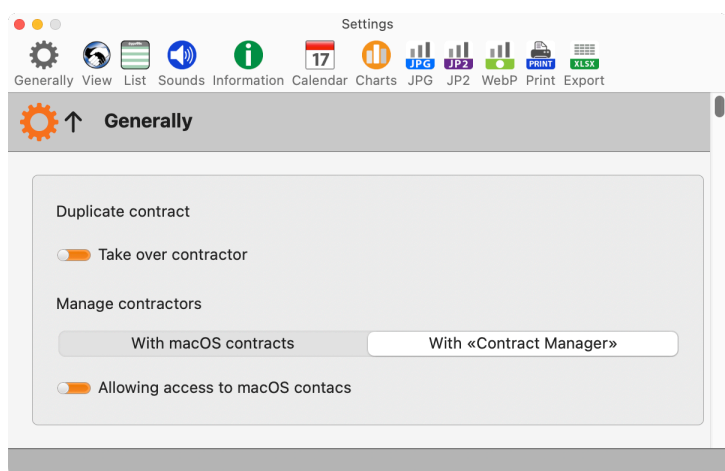 Settings
17
JPG
JP2
PRINT
XLSX
Generally View List Sounds Information Calendar Charts JPG JP2 WebP Print Export
Generally
Duplicate contract
Take over contractor
Manage contractors
With macOS contracts
With «Contract Manager»
Allowing access to macOS contacs